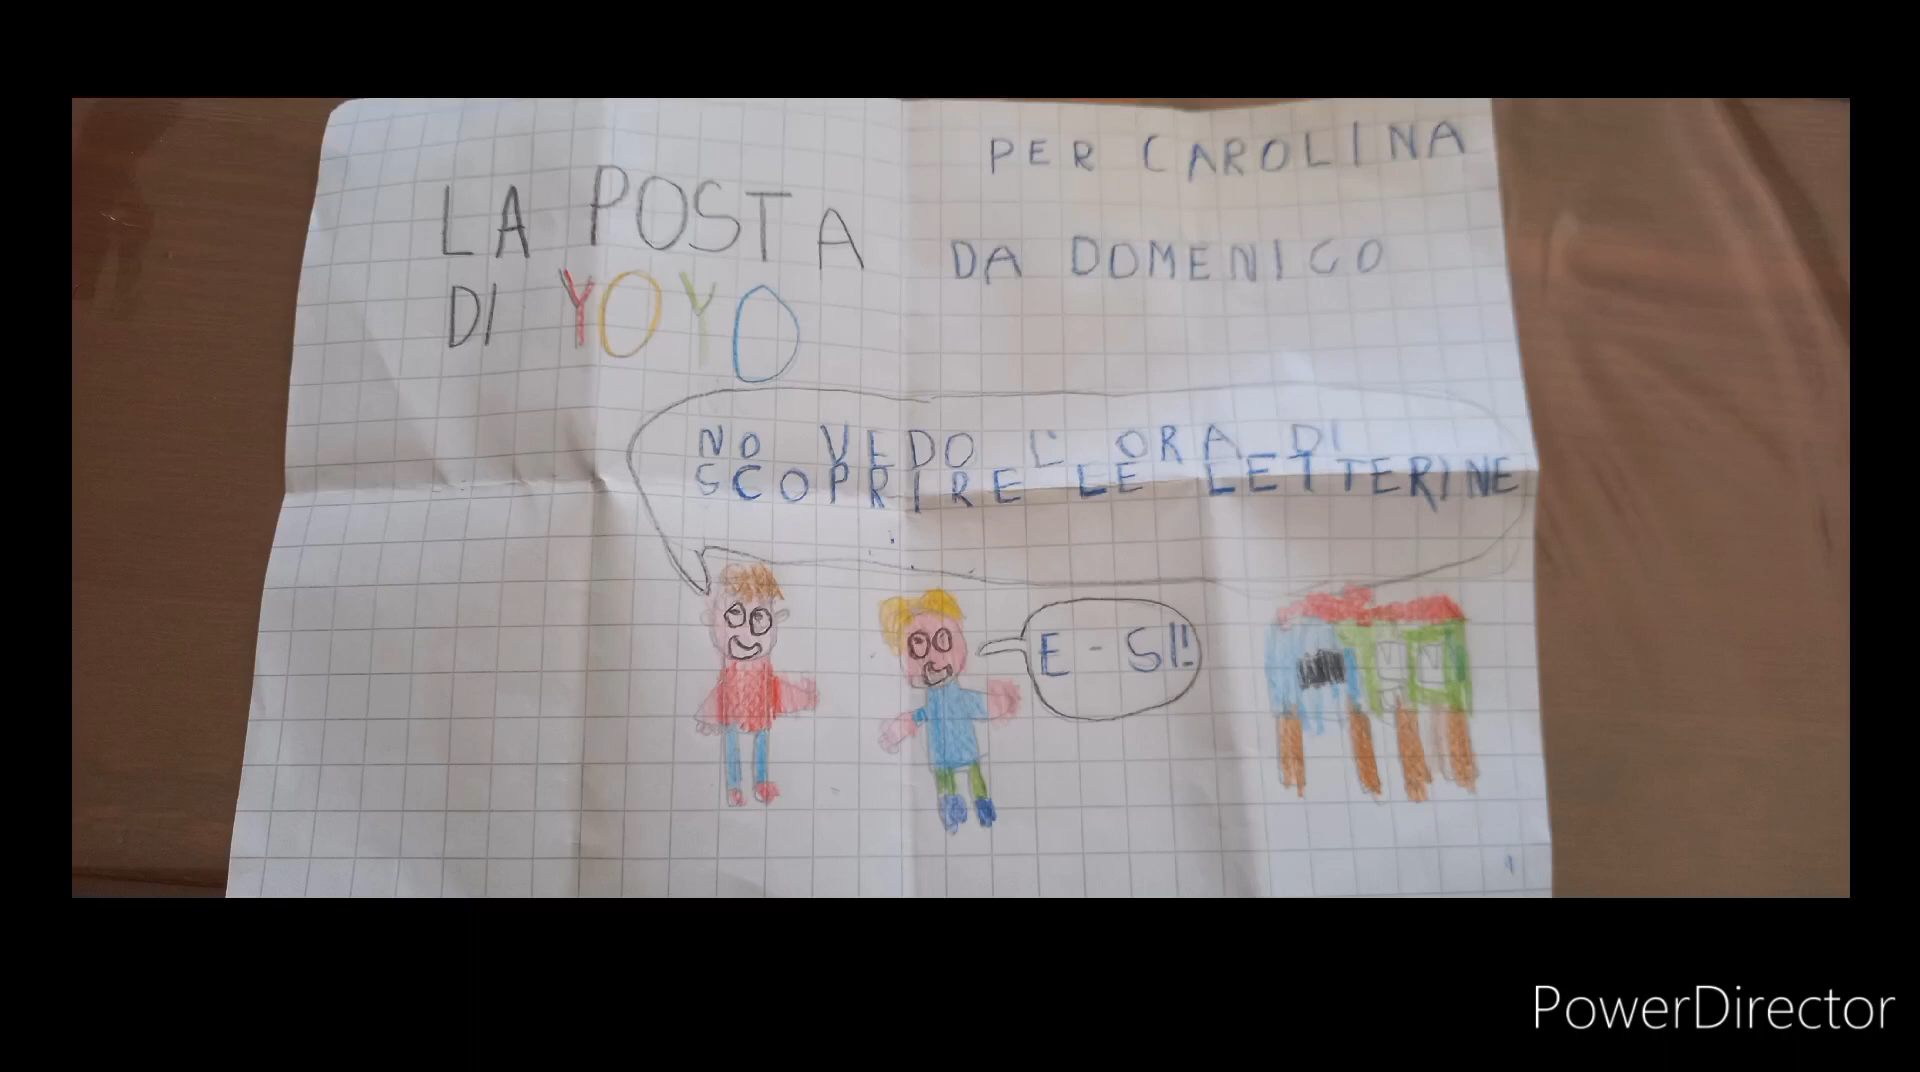 LA POSTA
DI YOYO
PER CAROLINA
DA DOMENICO
NO VEDO L'ORA DI
SCOPRIRE LE LETTERINE
E-SI!
PowerDirector